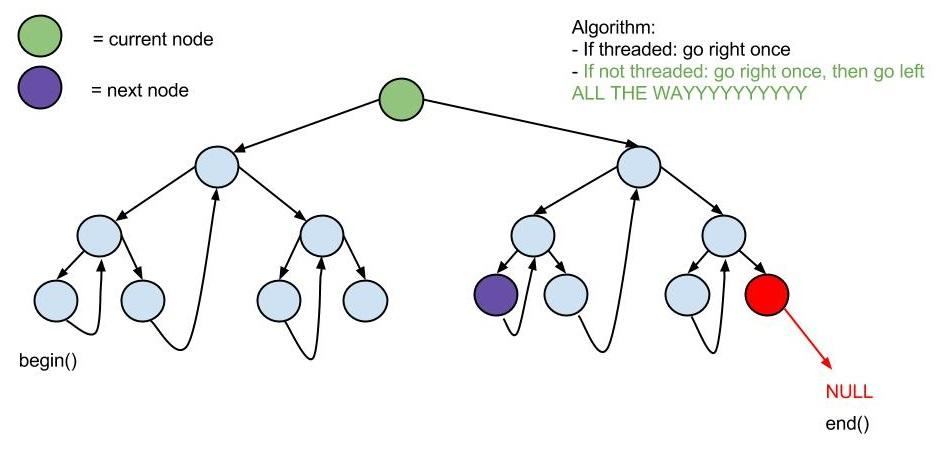 = current node
= next node
Algorithm:
- If threaded: go right once
- If not threaded: go right once, then go left
ALL THE WAYYYYYYYYYYY
begin()
NULL
end()